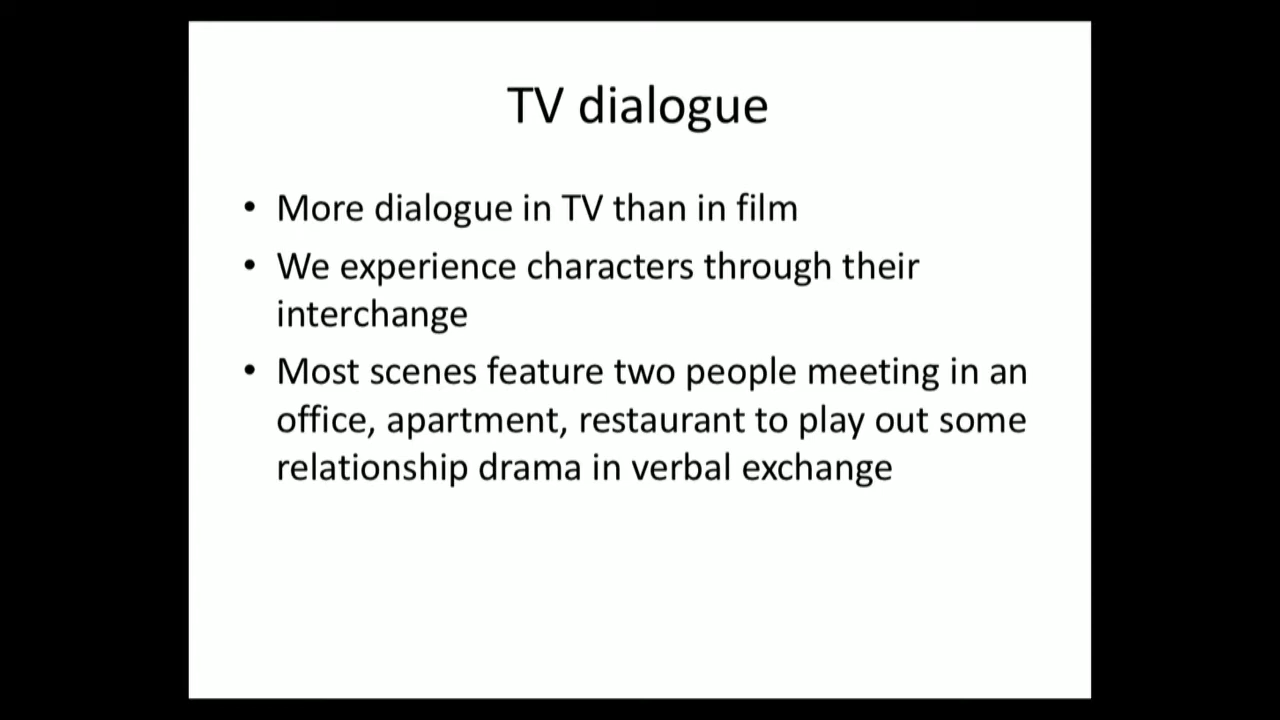 TV dialogue
• More dialogue in TV than in film
• We experience characters through their
interchange
• Most scenes feature two people meeting in an
office, apartment, restaurant to play out some
relationship drama in verbal exchange